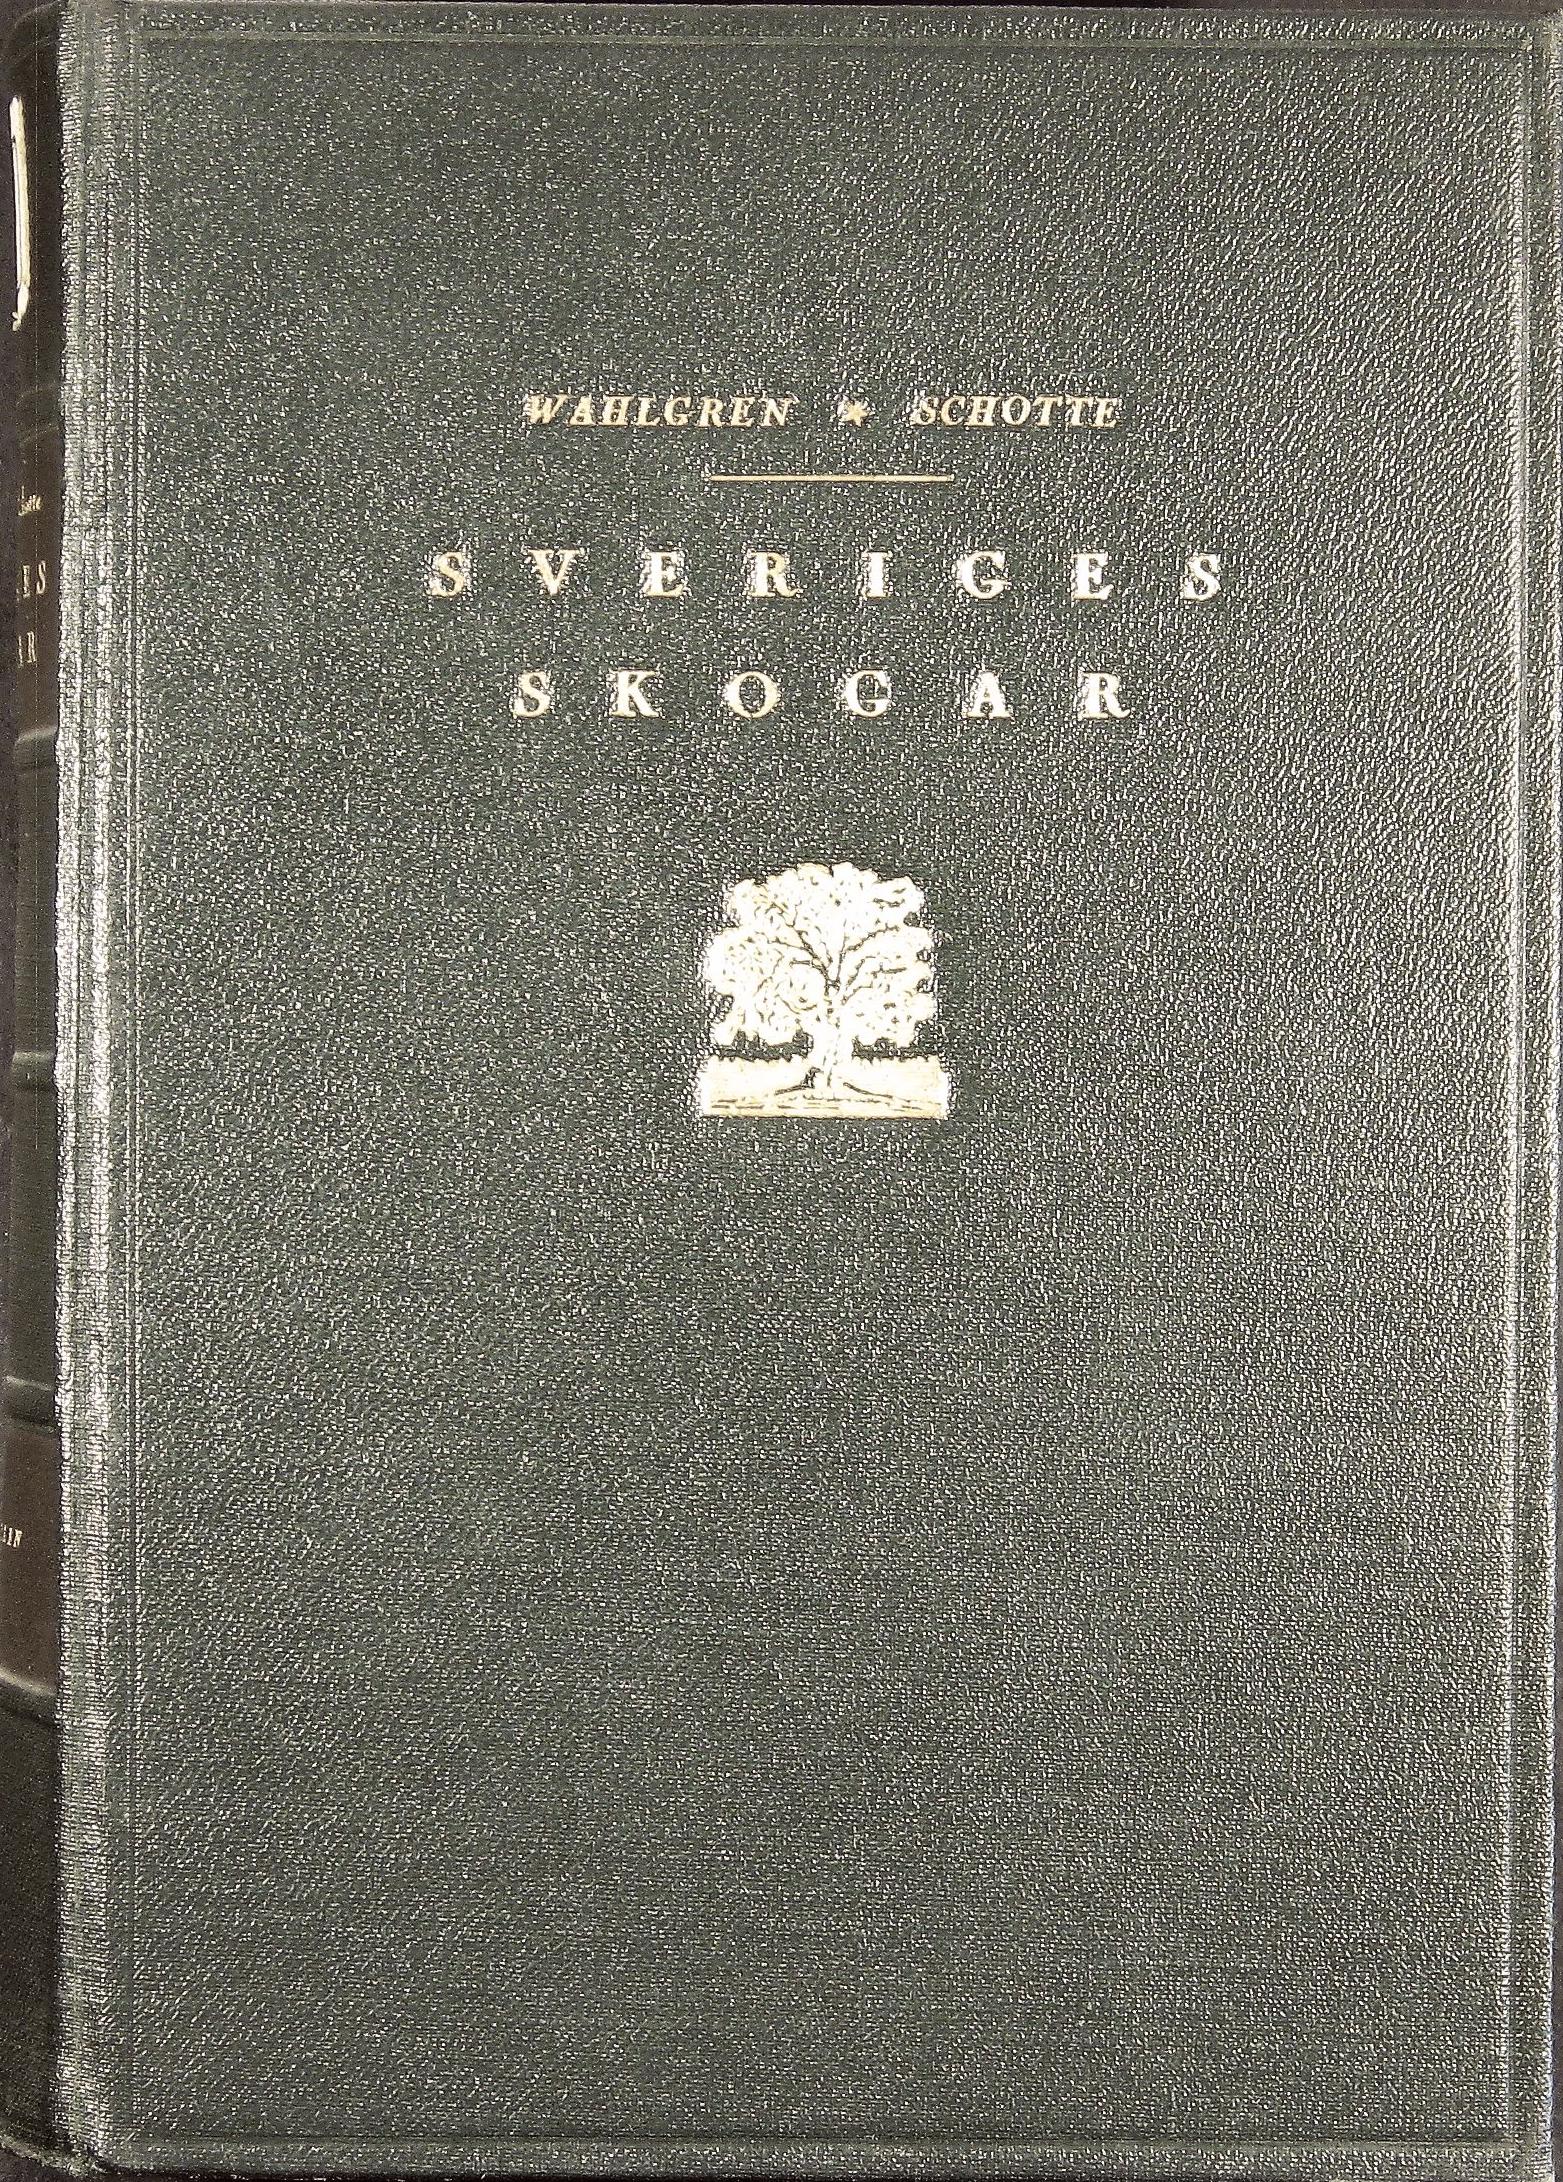 WAHLGREN * SCHOTTE
SVERIGES
SKOGAR